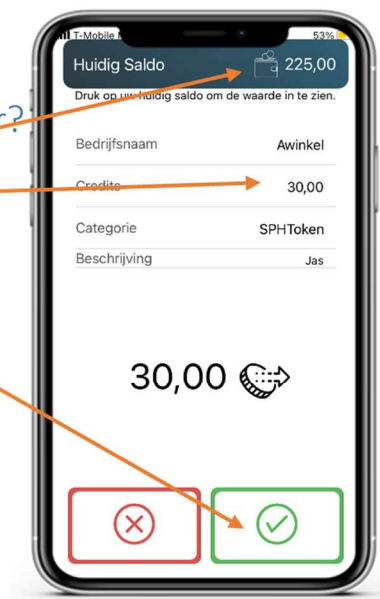 T-Mobile
53%
Huidig Saldo 225,00
Druk op uw huidig saldo om de waarde in te zien.
?
Bedrijfsnaam Awinkel
Credits 30,00
Categorie SPHToken
Beschrijving Jas
30,00